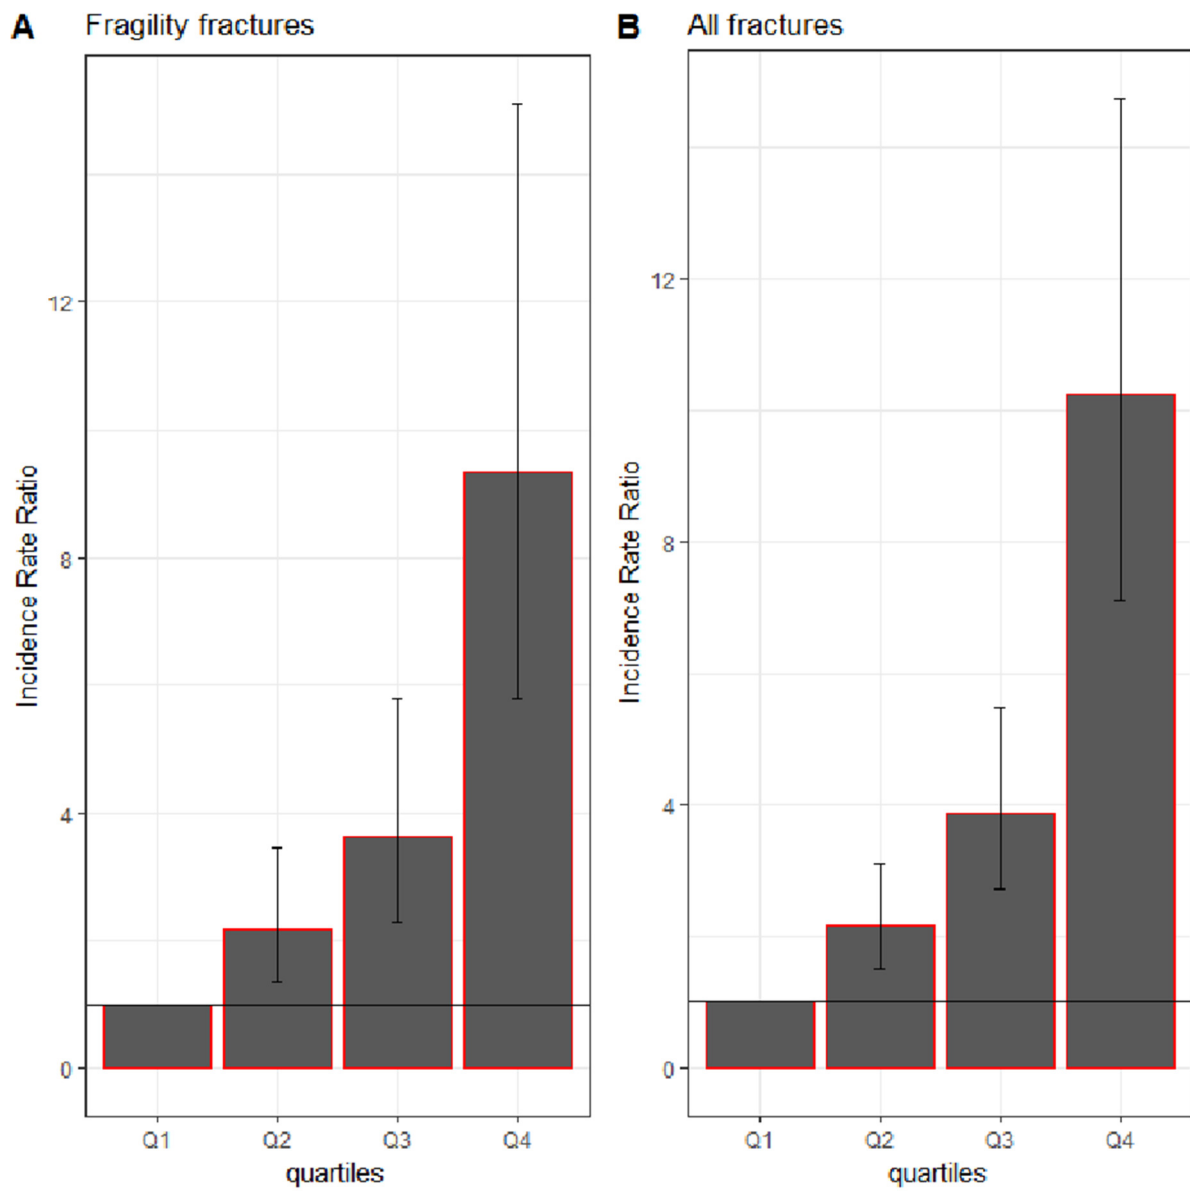 A Fragility fractures
Incidence Rate Ratio
12
8
4
0
Q1 Q2 Q3 Q4
quartiles
B All fractures
Incidence Rate Ratio
12
8
4
0
Q1 Q2 Q3 Q4
quartiles